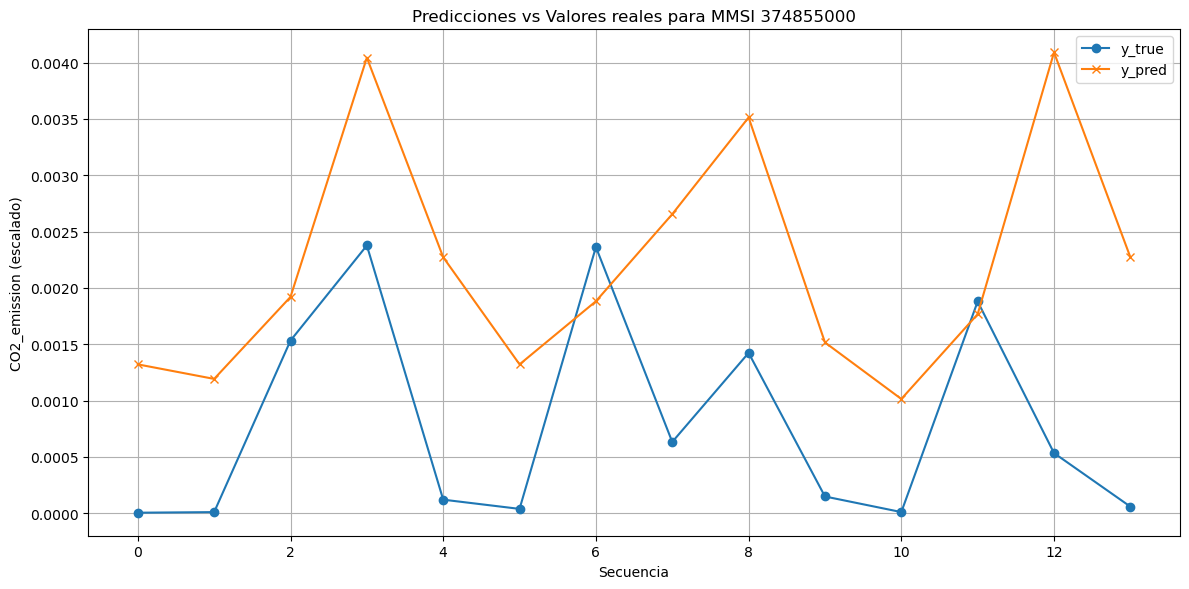 Predicciones vs Valores reales para MMSI 374855000
y_true
y_pred
CO2_emission (escalado)
0.0040
0.0035
0.0030
0.0025
0.0020
0.0015
0.0010
0.0005
0.0000
0 2 4 6 8 10 12
Secuencia